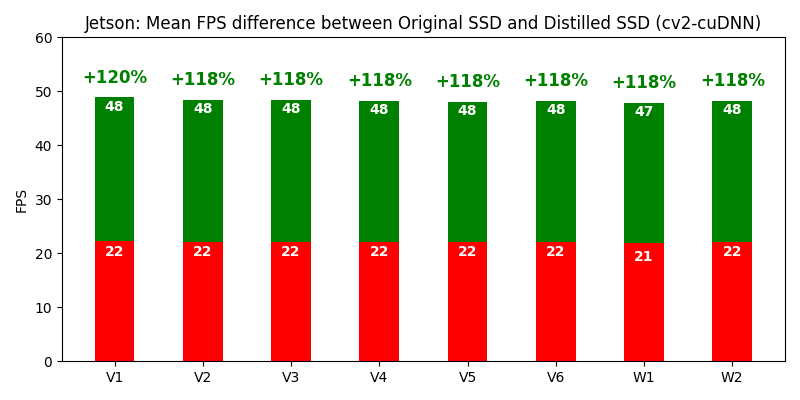 Jetson: Mean FPS difference between Original SSD and Distilled SSD (cv2-cuDNN)
60
50
40
30
20
10
0
FPS
+120% +118% +118% +118% +118% +118% +118% +118%
48 48 48 48 48 48 47 48
22 22 22 22 22 22 21 22
V1 V2 V3 V4 V5 V6 W1 W2